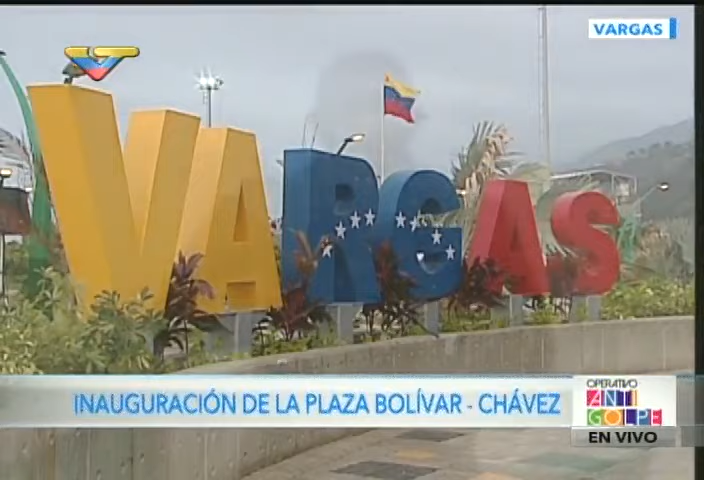 VARGAS
VARGAS
INAUGURACIÓN DE LA PLAZA BOLÍVAR - CHÁVEZ
OPERATIVO
ANTI
GOLPE
EN VIVO